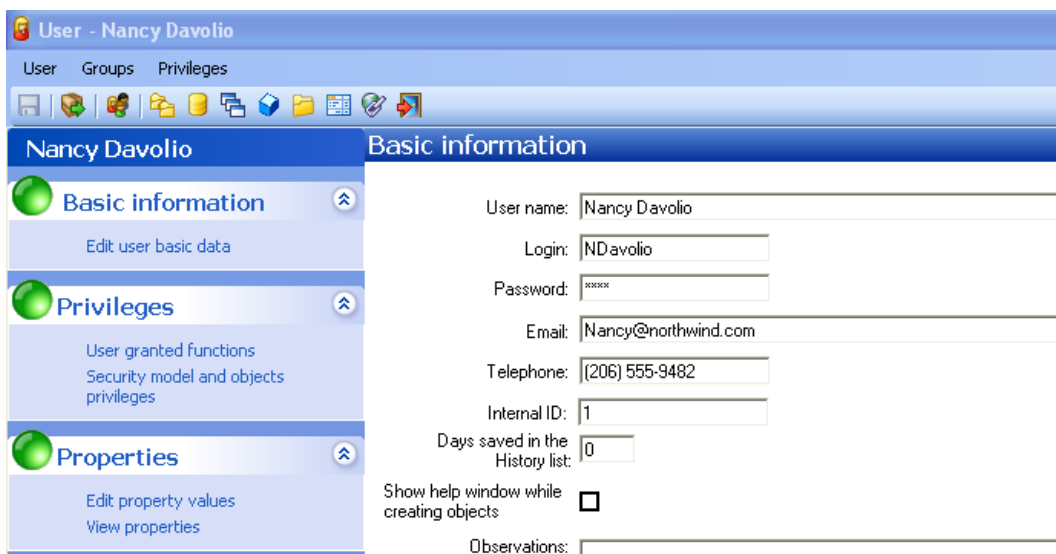 User - Nancy Davolio
User Groups Privileges
Nancy Davolio
Basic information
Edit user basic data
Privileges
User granted functions
Security model and objects
privileges
Properties
Edit property values
View properties
Basic information
User name: Nancy Davolio
Login: NDavolio
Password: ****
Email: Nancy@northwind.com
Telephone: (206) 555-9482
Internal ID: 1
Days saved in the
History list: 0
Show help window while
creating objects
Observations: